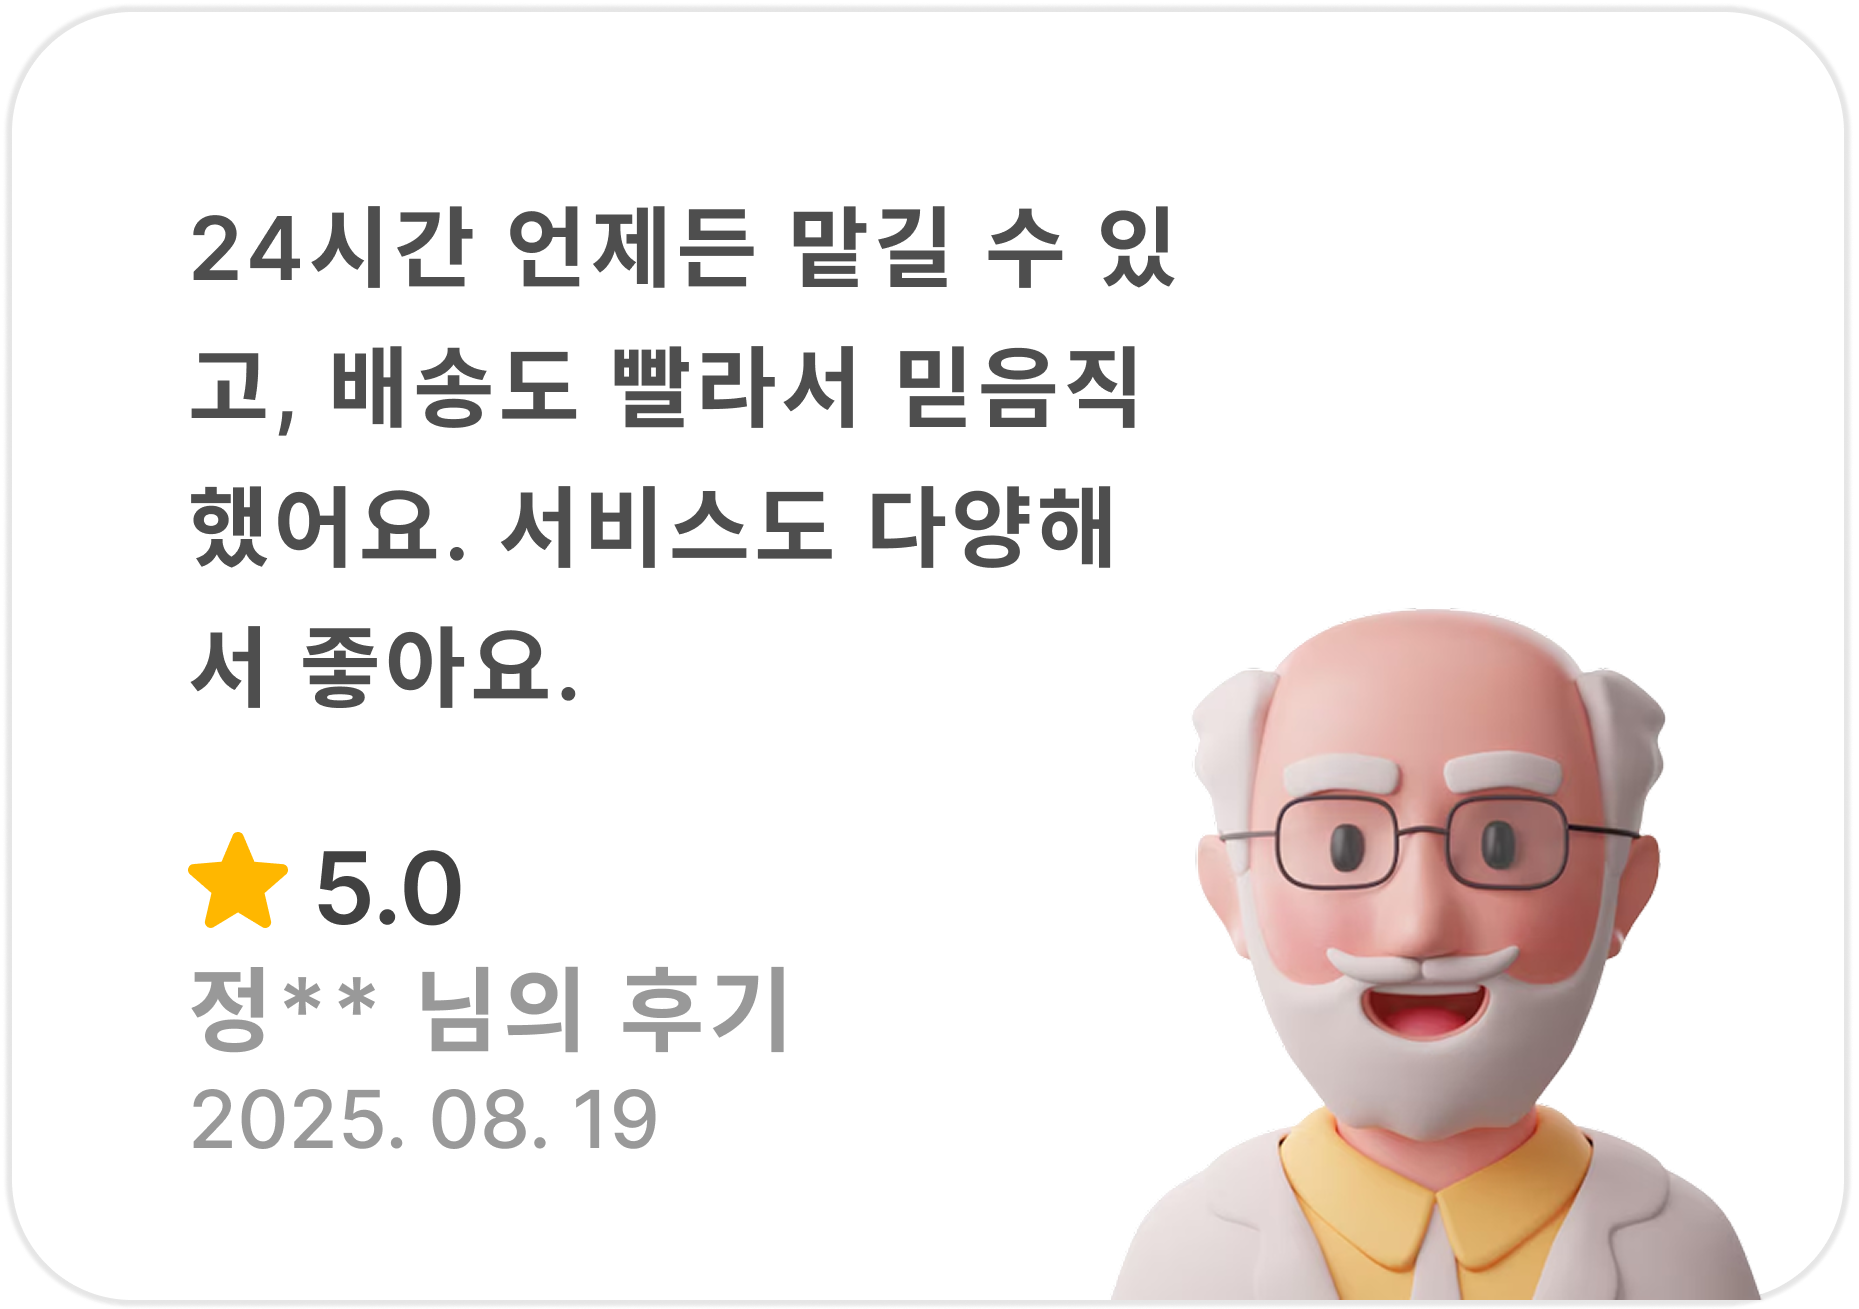 24시간 언제든 맡길 수 있
고, 배송도 빨라서 믿음직
했어요. 서비스도 다양해
서 좋아요.
5.0
정** 님의 후기
2025. 08. 19